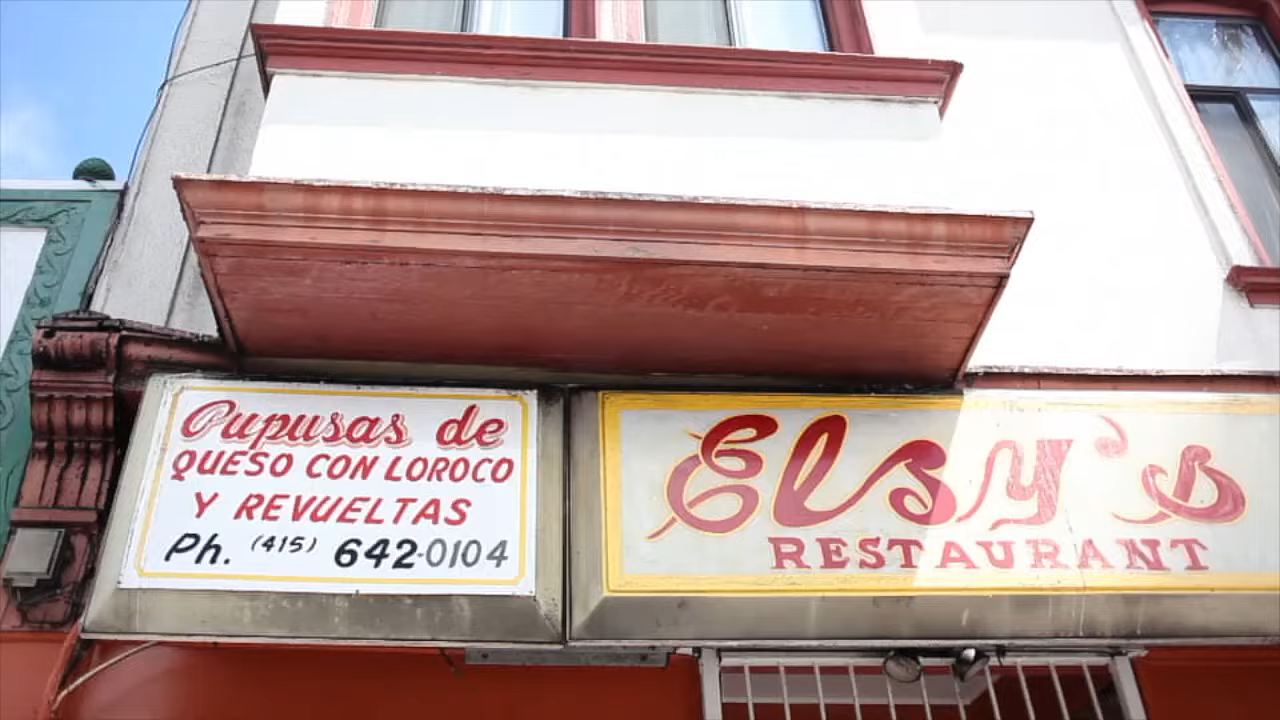 Pupusas de
QUESO CON LOROCO
Y REVUELTAS
Ph. (415) 642-0104
Elsy's
RESTAURANT